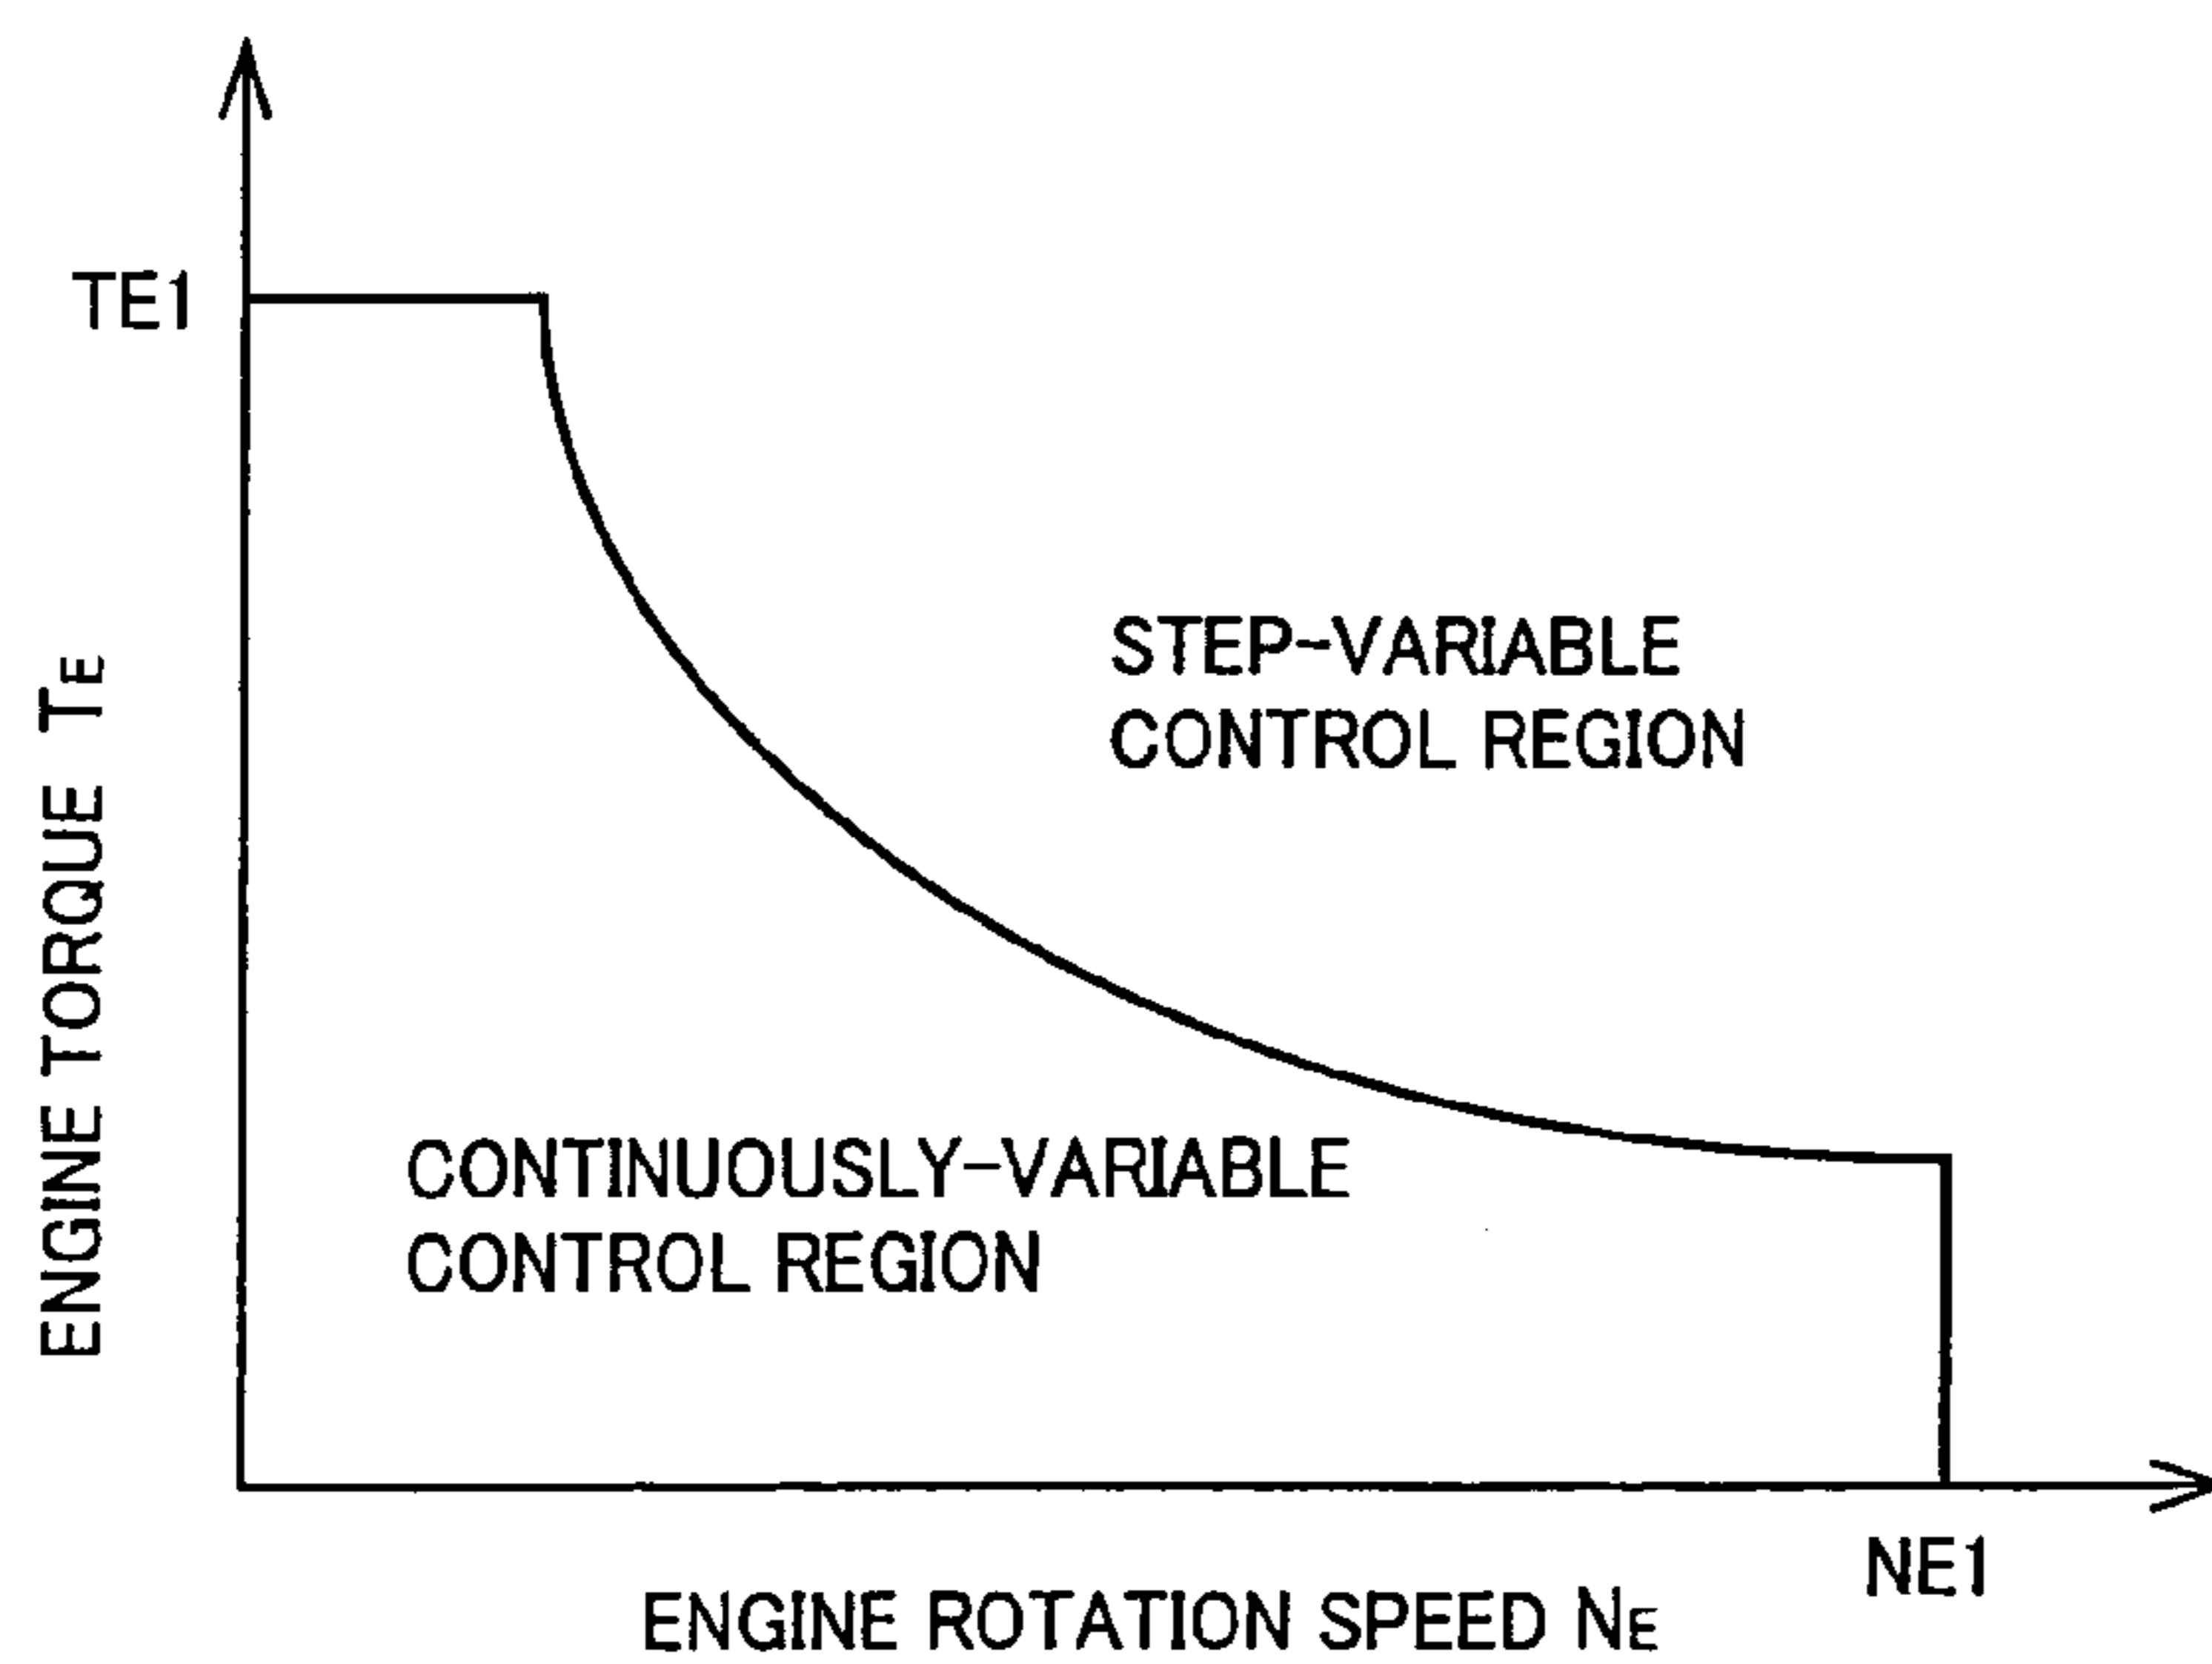 TE1
ENGINE TORQUE TE
STEP-VARIABLE
CONTROL REGION
CONTINUOUSLY-VARIABLE
CONTROL REGION
NE1
ENGINE ROTATION SPEED NE